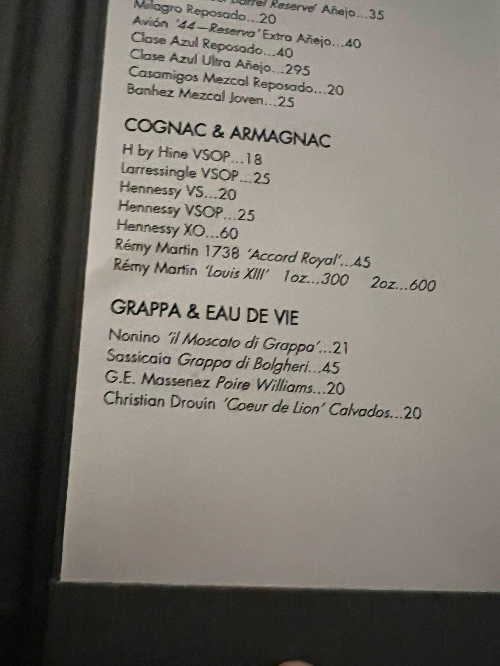 Barrel Reserve' Añejo...35
Milagro Reposado...20
Avión '44—Reserva' Extra Añejo...40
Clase Azul Reposado...40
Clase Azul Ultra Añejo...295
Casamigos Mezcal Reposado...20
Banhez Mezcal Joven...25
COGNAC & ARMAGNAC
H by Hine VSOP...18
Larressingle VSOP...25
Hennessy VS...20
Hennessy VSOP...25
Hennessy XO...60
Rémy Martin 1738 'Accord Royal'...45
Rémy Martin 'Louis XIII' 1oz...300 2oz...600
GRAPPA & EAU DE VIE
Nonino 'il Moscato di Grappa'...21
Sassicaia Grappa di Bolgheri...45
G.E. Massenez Poire Williams...20
Christian Drouin 'Coeur de Lion' Calvados...20